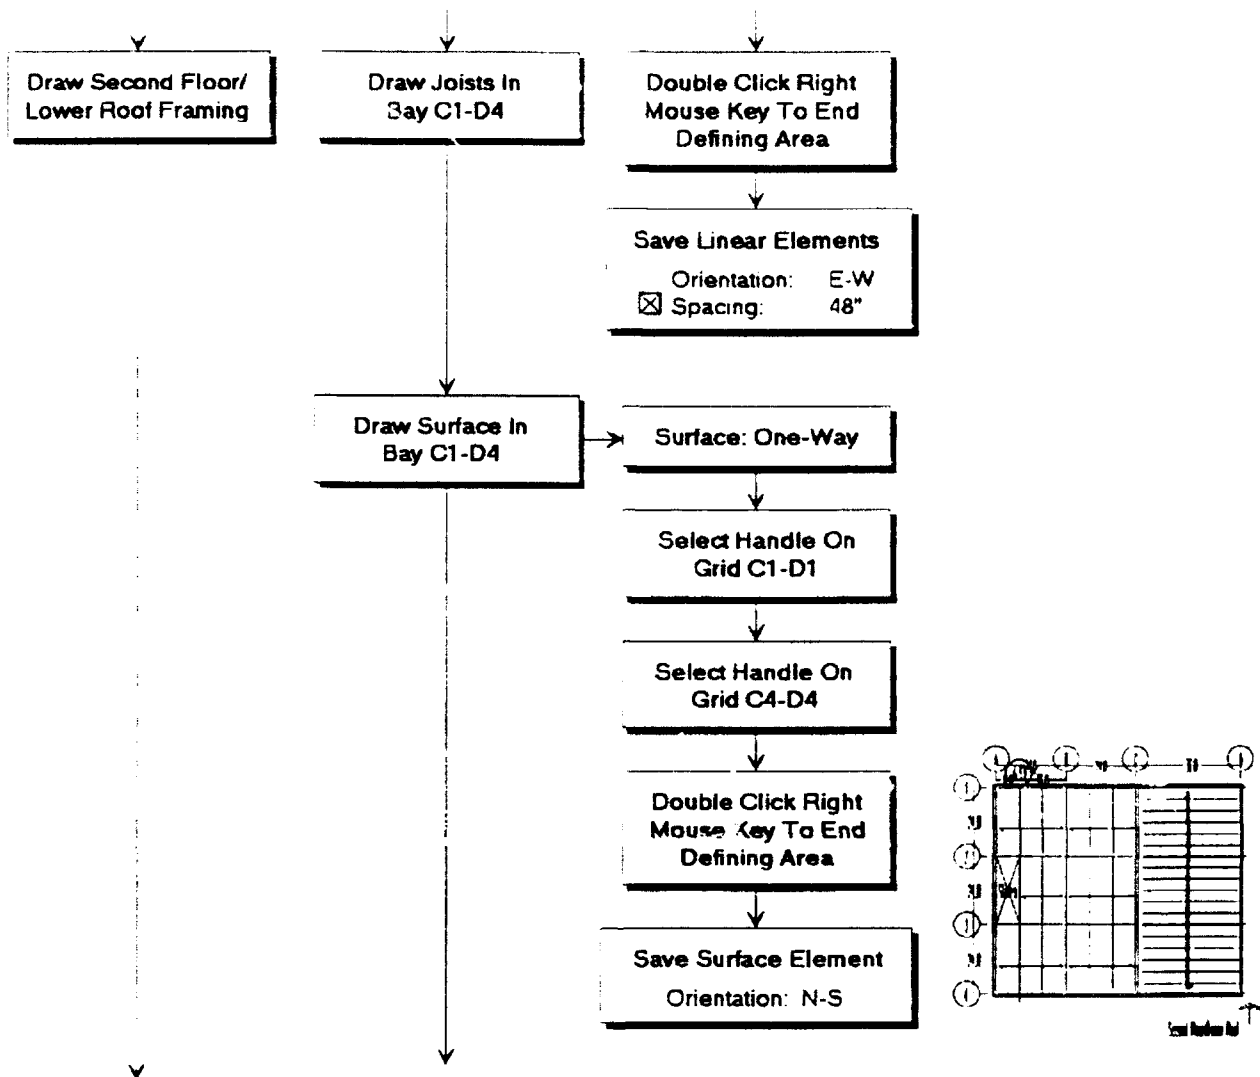 Draw Second Floor/
Lower Roof Framing
Draw Joists In
Bay C1-D4
Double Click Right
Mouse Key To End
Defining Area
Save Linear Elements
Orientation: E-W
Spacing: 48"
Draw Surface In
Bay C1-D4
Surface: One-Way
Select Handle On
Grid C1-D1
Select Handle On
Grid C4-D4
Double Click Right
Mouse Key To End
Defining Area
Save Surface Element
Orientation: N-S